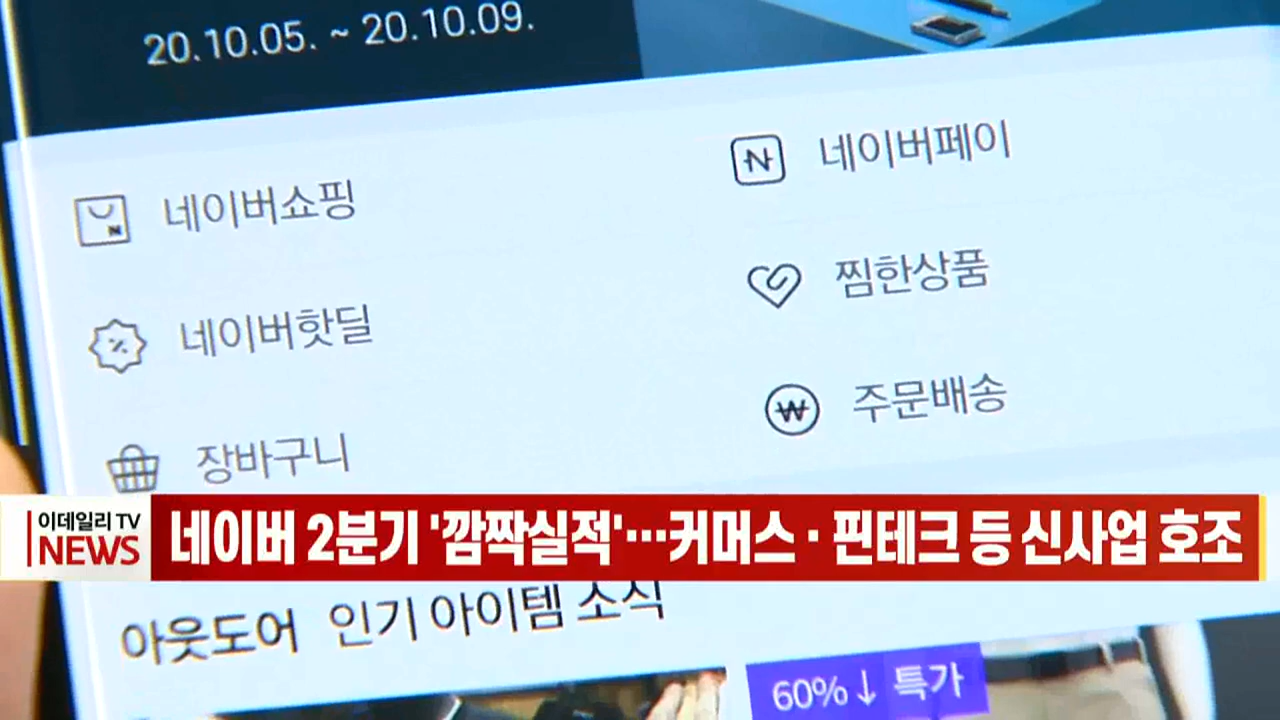 20.10.05. ~ 20.10.09.
네이버쇼핑
네이버페이
네이버핫딜
찜한상품
장바구니
주문배송
이데일리 TV
NEWS
네이버 2분기 '깜짝실적'…커머스·핀테크 등 신사업 호조
아웃도어 인기 아이템 소식
60%↓ 특가